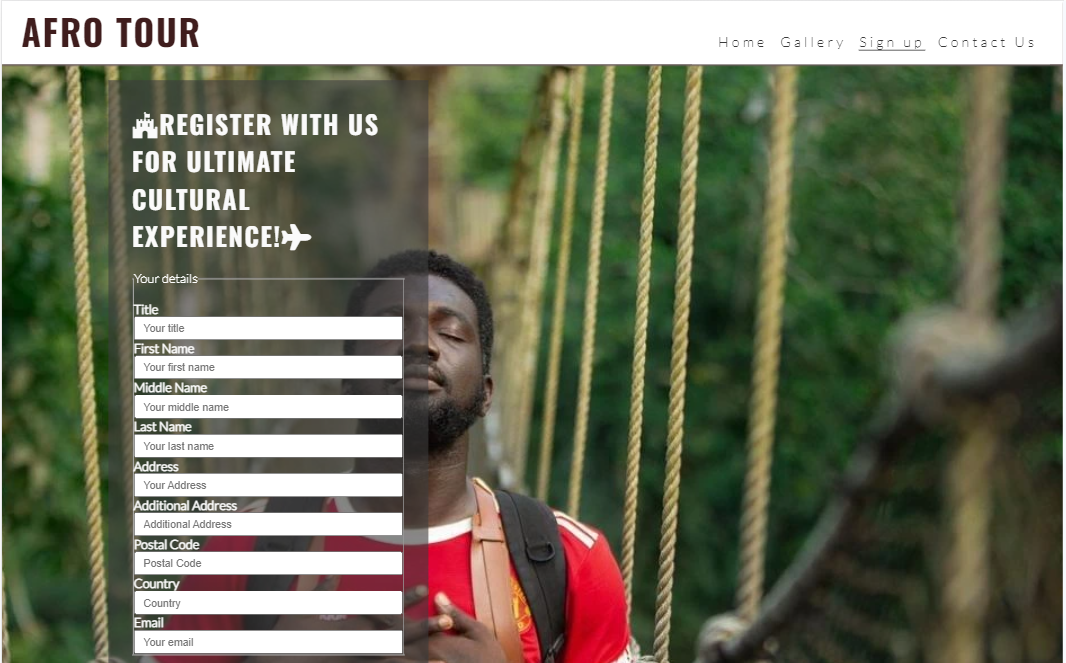 AFRO TOUR
Home Gallery Sign up Contact Us
REGISTER WITH US
FOR ULTIMATE
CULTURAL
EXPERIENCE!
Your details
Title
Your title
First Name
Your first name
Middle Name
Your middle name
Last Name
Your last name
Address
Your Address
Additional Address
Additional Address
Postal Code
Postal Code
Country
Country
Email
Your email